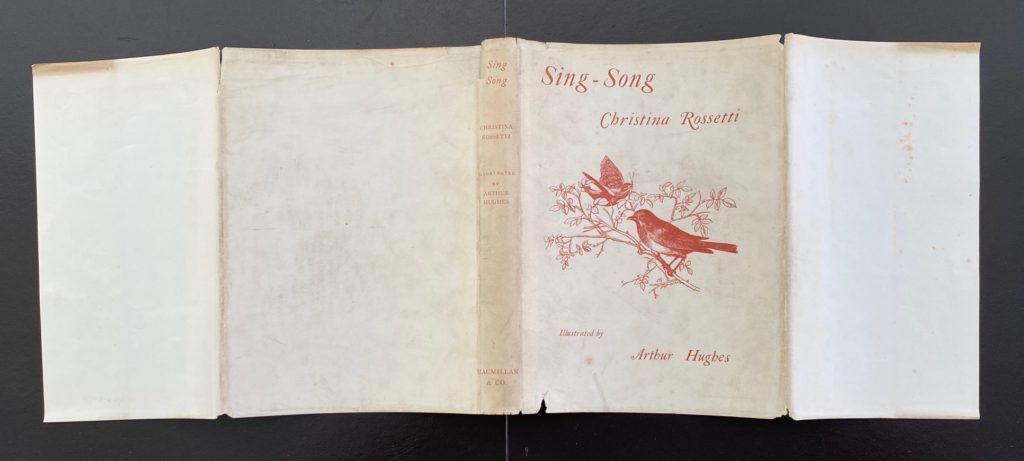 Sing
Song
CHRISTINA
ROSSETTI
ILLUSTRATED
BY
ARTHUR
HUGHES
MACMILLAN
& CO.
Sing-Song
Christina Rossetti
Illustrated by
Arthur Hughes